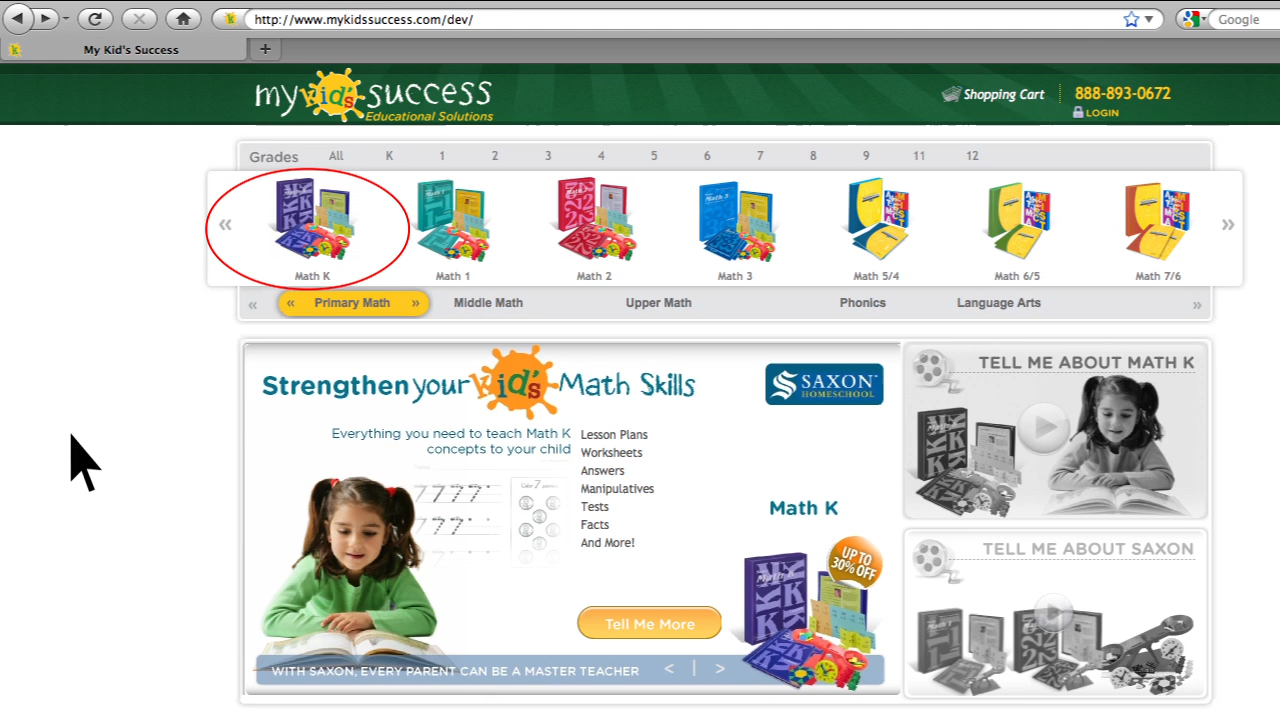 http://www.mykidssuccess.com/dev/
Google
My Kid's Success
my kid's success
Educational Solutions
Shopping Cart
888-893-0672
LOGIN
Grades All K 1 2 3 4 5 6 7 8 9 11 12
Math K
Math 1
Math 2
Math 3
Math 5/4
Math 6/5
Math 7/6
Primary Math
Middle Math
Upper Math
Phonics
Language Arts
Strengthen your kid's Math Skills
SAXON
HOMESCHOOL
Everything you need to teach Math K
concepts to your child
Lesson Plans
Worksheets
Answers
Manipulatives
Tests
Facts
And More!
Math K
UP TO
30% OFF
Tell Me More
WITH SAXON, EVERY PARENT CAN BE A MASTER TEACHER < | >
TELL ME ABOUT MATH K
TELL ME ABOUT SAXON